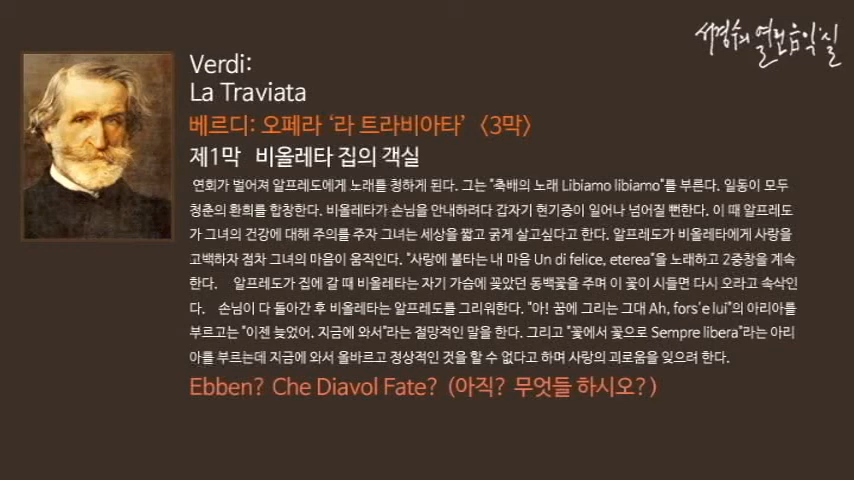 서경수의 열린음악실
Verdi:
La Traviata
베르디: 오페라 ‘라 트라비아타’ 〈3막〉
제1막 비올레타 집의 객실
연회가 벌어져 알프레도에게 노래를 청하게 된다. 그는 "축배의 노래 Libiamo libiamo"를 부른다. 일동이 모두
청춘의 환희를 합창한다. 비올레타가 손님을 안내하려다 갑자기 현기증이 일어나 넘어질 뻔한다. 이 때 알프레도
가 그녀의 건강에 대해 주의를 주자 그녀는 세상을 짧고 굵게 살고싶다고 한다. 알프레도가 비올레타에게 사랑을
고백하자 점차 그녀의 마음이 움직인다. "사랑에 불타는 내 마음 Un di felice, eterea"을 노래하고 2중창을 계속
한다. 알프레도가 집에 갈 때 비올레타는 자기 가슴에 꽂았던 동백꽃을 주며 이 꽃이 시들면 다시 오라고 속삭인
다. 손님이 다 돌아간 후 비올레타는 알프레도를 그리워한다. "아! 꿈에 그리는 그대 Ah, fors'e lui"의 아리아를
부르고는 "이젠 늦었어. 지금에 와서"라는 절망적인 말을 한다. 그리고 "꽃에서 꽃으로 Sempre libera"라는 아리
아를 부르는데 지금에 와서 올바르고 정상적인 것을 할 수 없다고 하며 사랑의 괴로움을 잊으려 한다.
Ebben? Che Diavol Fate? (아직? 무엇들 하시오?)